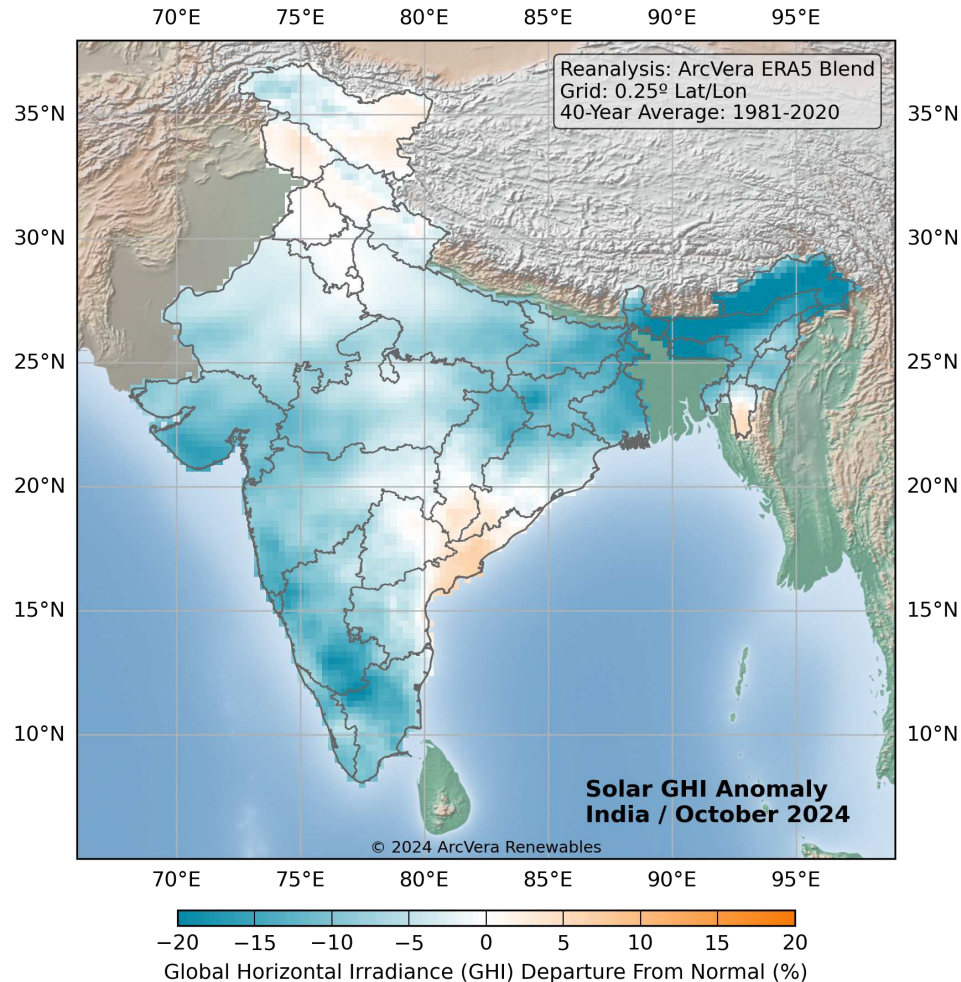 70°E 75°E 80°E 85°E 90°E 95°E
Reanalysis: ArcVera ERA5 Blend
Grid: 0.25º Lat/Lon
40-Year Average: 1981-2020
35°N 35°N
30°N 30°N
25°N 25°N
20°N 20°N
15°N 15°N
10°N 10°N
Solar GHI Anomaly
India / October 2024
© 2024 ArcVera Renewables
70°E 75°E 80°E 85°E 90°E 95°E
−20 −15 −10 −5 0 5 10 15 20
Global Horizontal Irradiance (GHI) Departure From Normal (%)